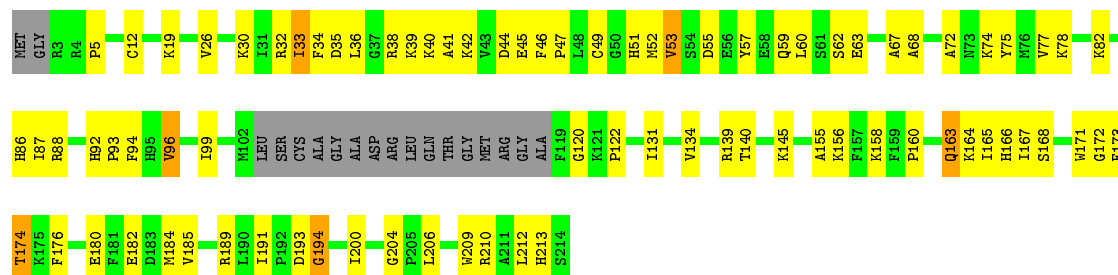 MET GLY R3 R4 P5 C12 K19 V26 K30 I31 R32 I33 F34 D35 L36 G37 R38 K39 K40 A41 K42 V43 D44 E45 F46 P47 L48 C49 G50 H51 M52 V53 S54 D55 E56 Y57 E58 Q59 L60 S61 S62 E63 A67 A68 A72 N73 K74 Y75 M76 V77 K78 K82
H86 I87 R88 H92 P93 F94 H95 V96 I99 M102 LEU SER CYS ALA GLY ALA ASP ARG LEU GLN THR GLY MET ARG GLY ALA F119 G120 K121 P122 I131 V134 R139 T140 K145 A155 K156 F157 K158 F159 P160 Q163 K164 I165 H166 I167 S168 W171 G172 F173
T174 K175 F176 E180 F181 E182 D183 M184 V185 R189 L190 I191 P192 D193 G194 I200 G204 P205 L206 W209 R210 A211 L212 H213 S214